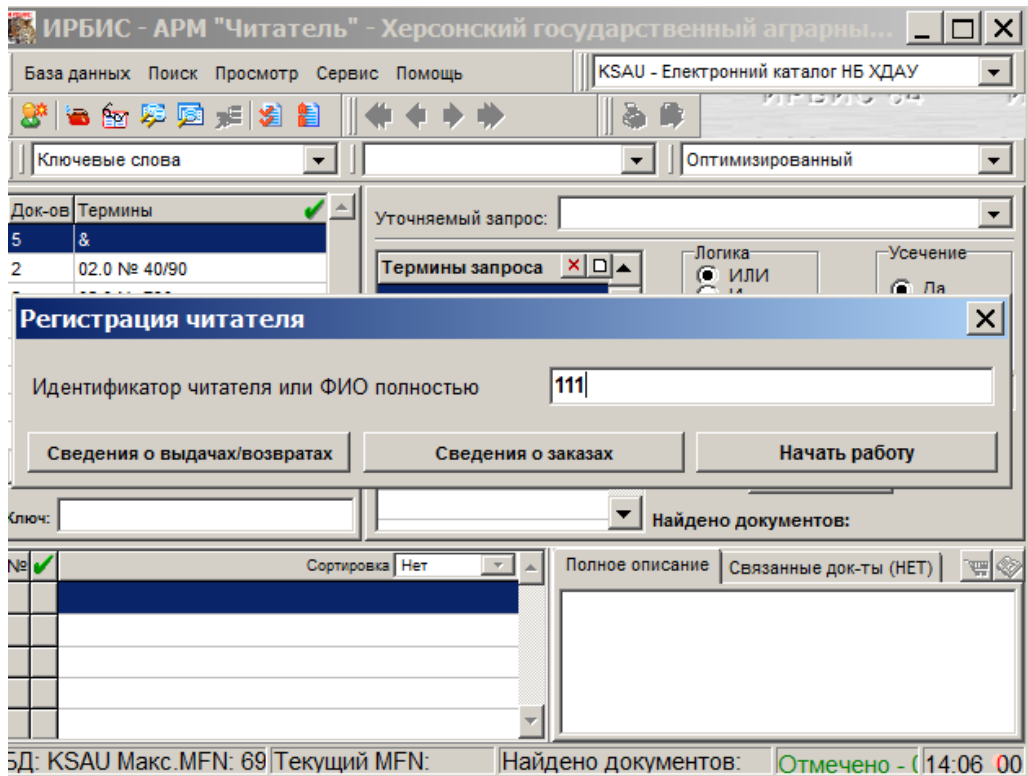 ИРБИС - АРМ "Читатель" - Херсонский государственный аграрны...
База данных Поиск Просмотр Сервис Помощь
KSAU - Електронний каталог НБ ХДАУ
Ключевые слова
Оптимизированный
Док-ов Термины
Уточняемый запрос:
5 &
2 02.0 № 40/90
Термины запроса
Логика
ИЛИ
Усечение
Да
Регистрация читателя
Идентификатор читателя или ФИО полностью 111
Сведения о выдачах/возвратах Сведения о заказах Начать работу
Ключ:
Найдено документов:
№ Сортировка Нет
Полное описание Связанные док-ты (НЕТ)
БД: KSAU Макс.MFN: 69 Текущий MFN: Найдено документов: Отмечено - ( 14:06 00